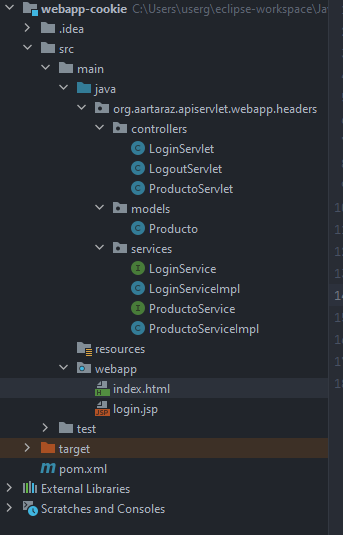 webapp-cookie C:\Users\userg\eclipse-workspace\Ja
.idea
src
main
java
org.aartaraz.apiservlet.webapp.headers
controllers
LoginServlet
LogoutServlet
ProductoServlet
models
Producto
services
LoginService
LoginServiceImpl
ProductoService
ProductoServiceImpl
resources
webapp
index.html
login.jsp
test
target
pom.xml
External Libraries
Scratches and Consoles